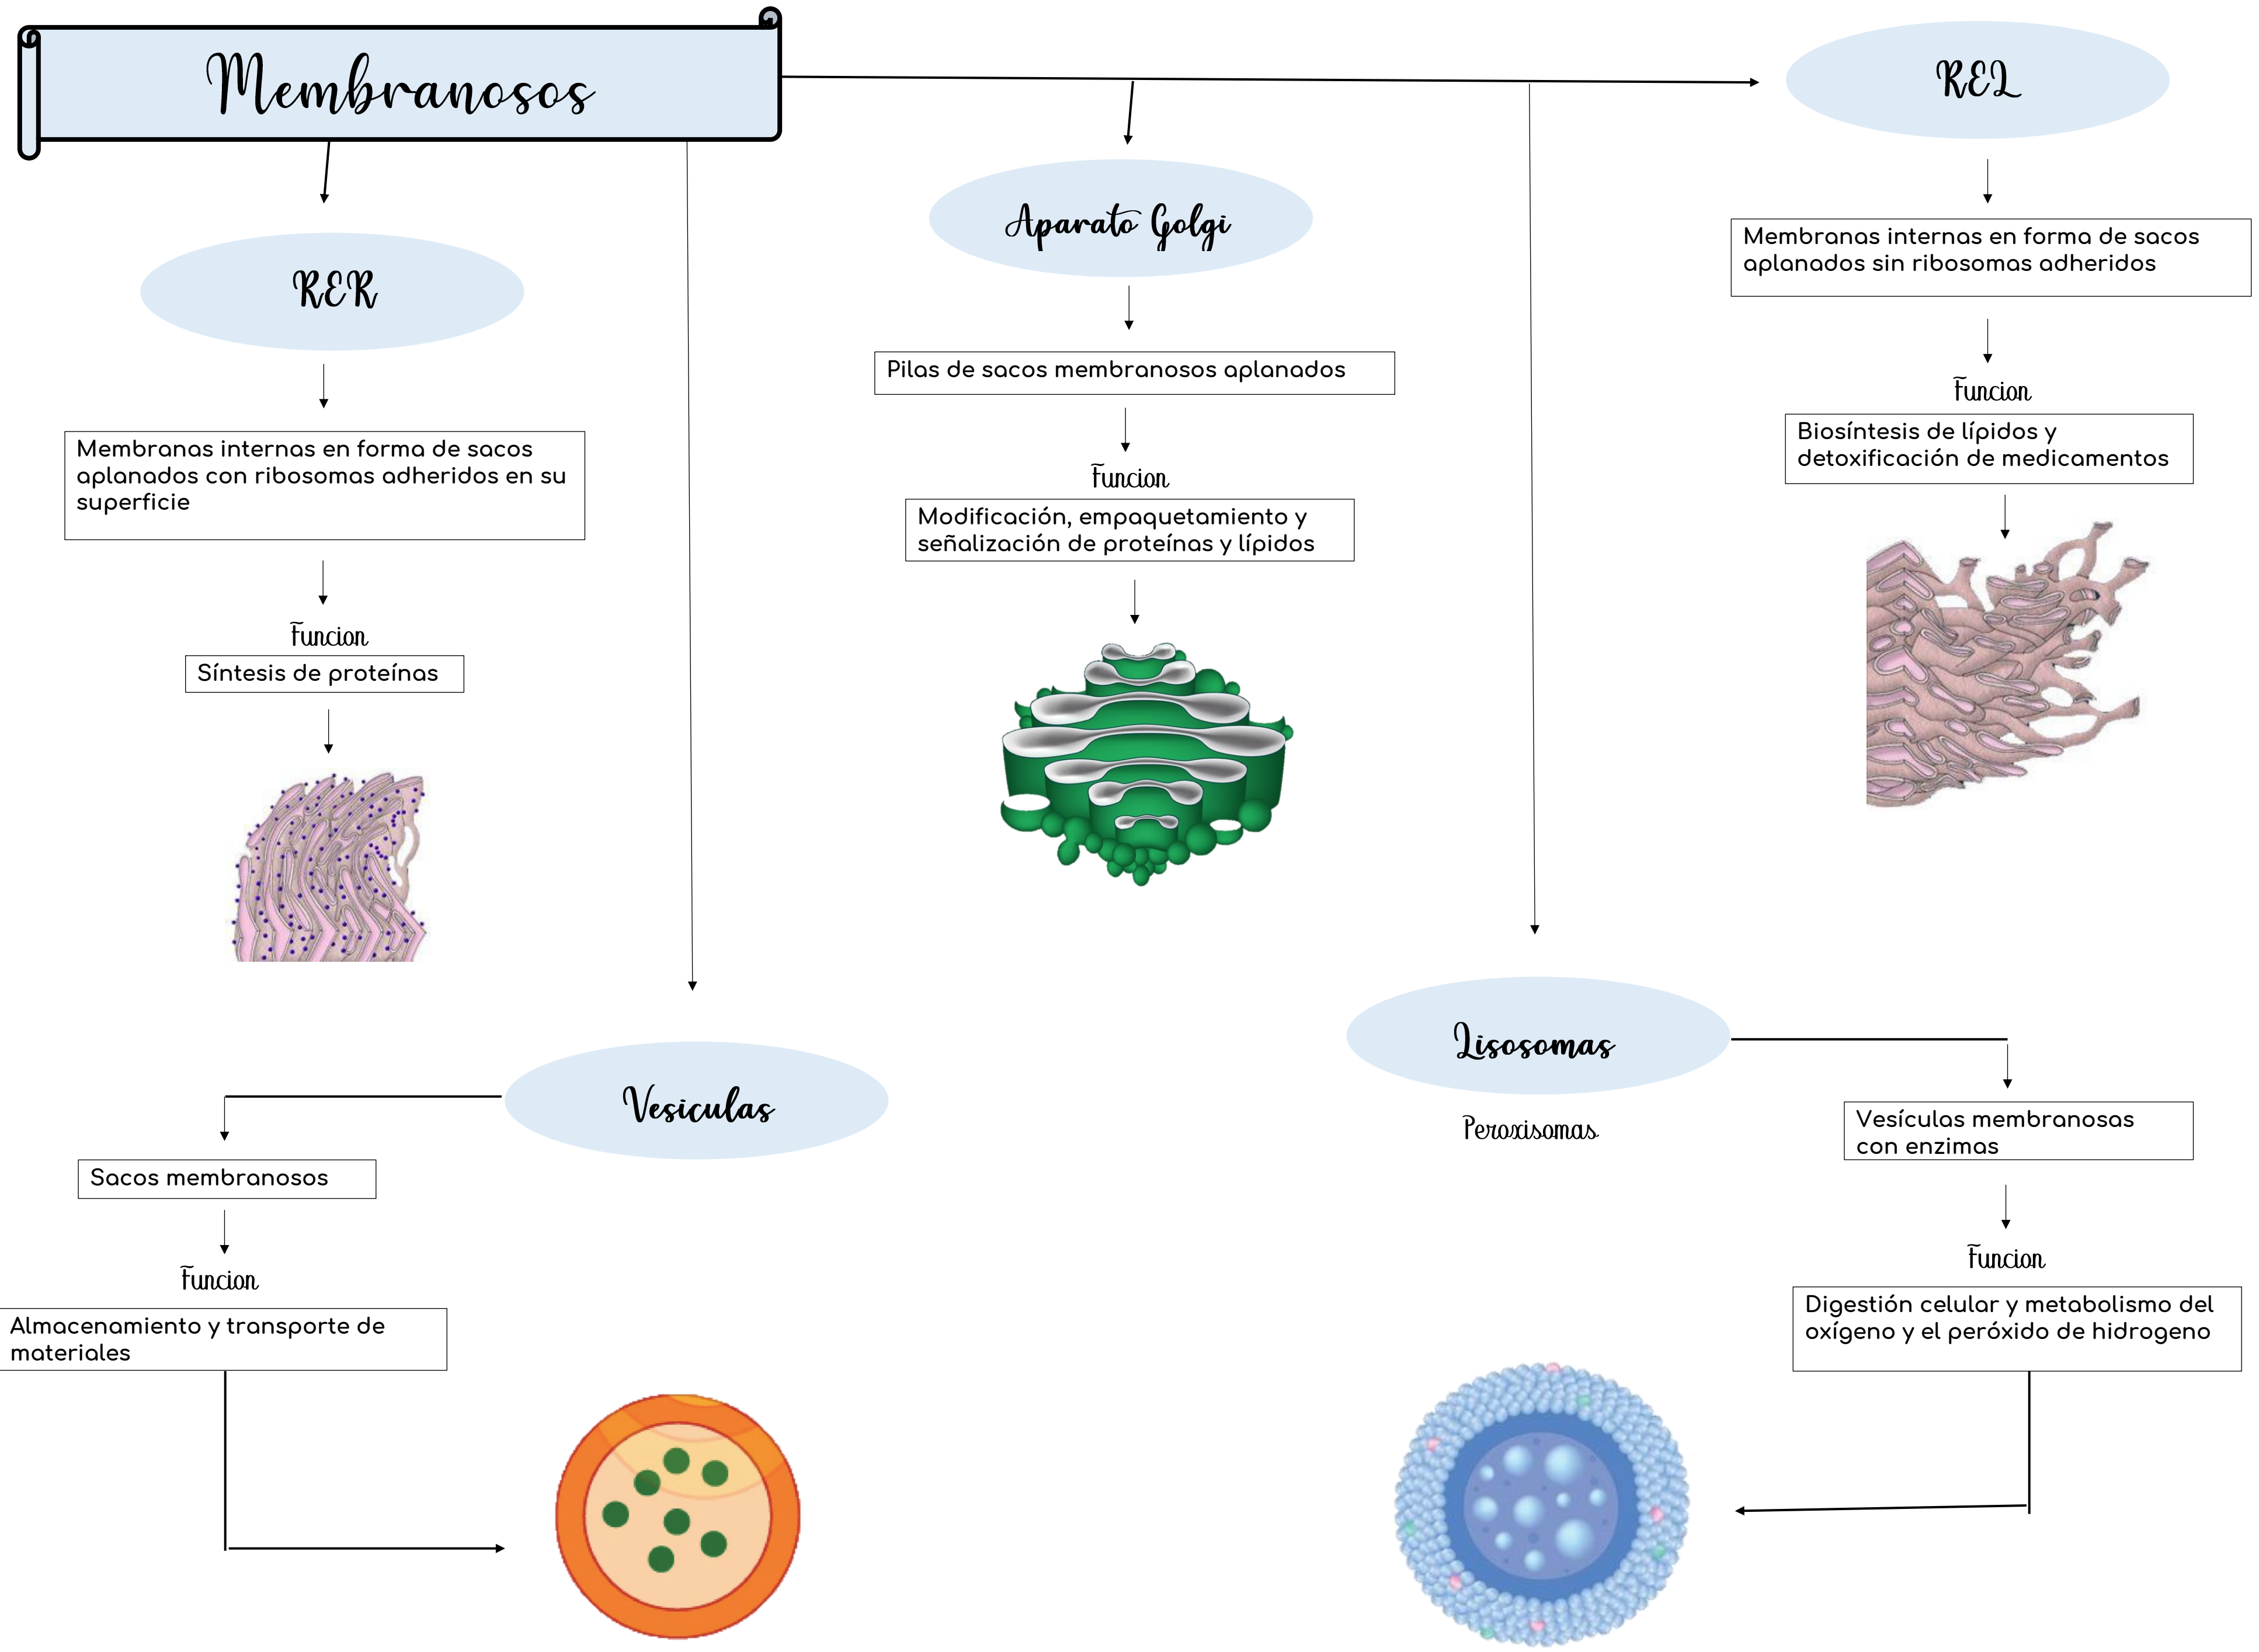 Membranosos
RER
Membranas internas en forma de sacos
aplanados con ribosomas adheridos en su
superficie
Funcion
Síntesis de proteínas
Aparato Golgi
Pilas de sacos membranosos aplanados
Funcion
Modificación, empaquetamiento y
señalización de proteínas y lípidos
REL
Membranas internas en forma de sacos
aplanados sin ribosomas adheridos
Funcion
Biosíntesis de lípidos y
detoxificación de medicamentos
Vesiculas
Sacos membranosos
Funcion
Almacenamiento y transporte de
materiales
Lisosomas
Peroxisomas
Vesículas membranosas
con enzimas
Funcion
Digestión celular y metabolismo del
oxígeno y el peróxido de hidrogeno